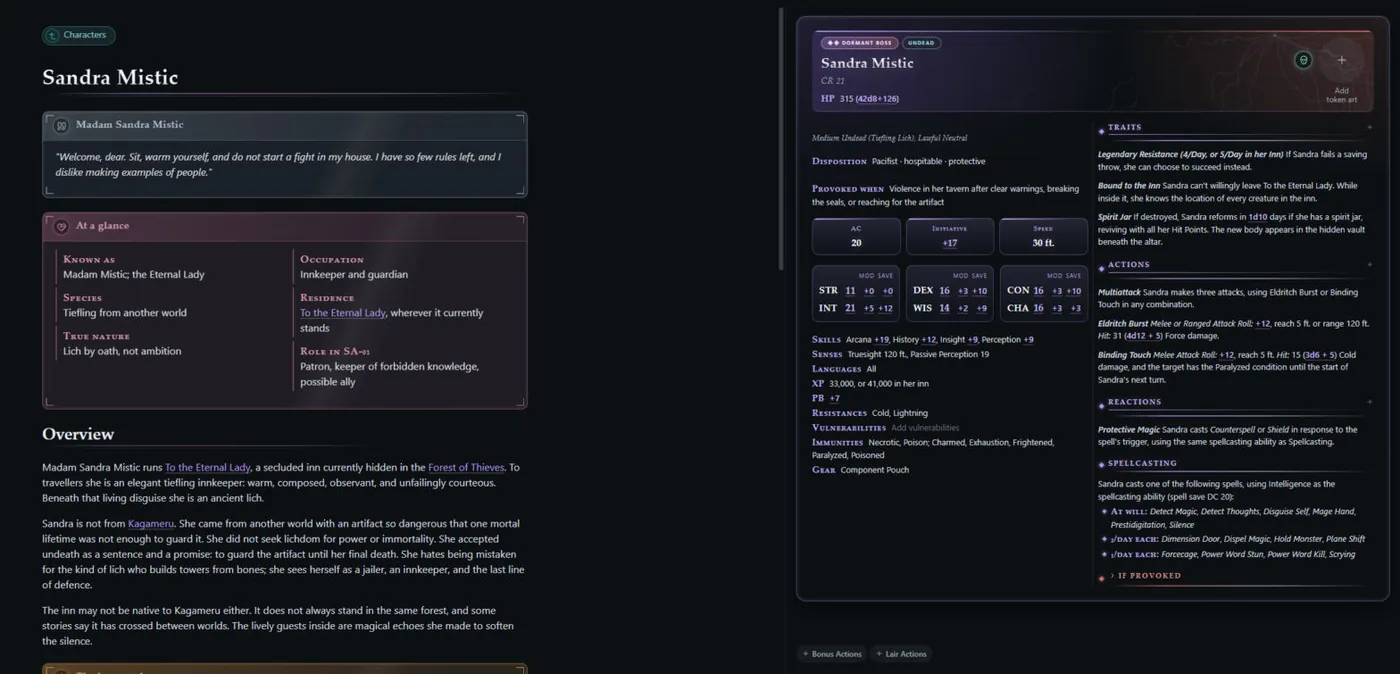 Characters
Sandra Mistic
Madam Sandra Mistic
"Welcome, dear. Sit, warm yourself, and do not start a fight in my house. I have so few rules left, and I
dislike making examples of people."
At a glance
Known as
Madam Mistic; the Eternal Lady
Species
Tiefling from another world
True nature
Lich by oath, not ambition
Occupation
Innkeeper and guardian
Residence
To the Eternal Lady, wherever it currently
stands
Role in SA-01
Patron, keeper of forbidden knowledge,
possible ally
Overview
Madam Sandra Mistic runs To the Eternal Lady, a secluded inn currently hidden in the Forest of Thieves. To
travellers she is an elegant tiefling innkeeper: warm, composed, observant, and unfailingly courteous.
Beneath that living disguise she is an ancient lich.
Sandra is not from Kagameru. She came from another world with an artifact so dangerous that one mortal
lifetime was not enough to guard it. She did not seek lichdom for power or immortality. She accepted
undeath as a sentence and a promise: to guard the artifact until her final death. She hates being mistaken
for the kind of lich who builds towers from bones; she sees herself as a jailer, an innkeeper, and the last line
of defence.
The inn may not be native to Kagameru either. It does not always stand in the same forest, and some
stories say it has crossed between worlds. The lively guests inside are magical echoes she made to soften
the silence.
DORMANT BOSS UNDEAD
Sandra Mistic
CR 21
HP 315 (42d8+126)
+
Add
token art
Medium Undead (Tiefling Lich); Lawful Neutral
Disposition Pacifist · hospitable · protective
Provoked when Violence in her tavern after clear warnings, breaking
the seals, or reaching for the artifact
AC Initiative Speed
20 +17 30 ft.
MOD SAVE MOD SAVE MOD SAVE
STR 11 +0 +0 DEX 16 +3 +10 CON 16 +3 +10
INT 21 +5 +12 WIS 14 +2 +9 CHA 16 +3 +3
Skills Arcana +19, History +12, Insight +9, Perception +9
Senses Truesight 120 ft., Passive Perception 19
Languages All
XP 33,000, or 41,000 in her inn
PB +7
Resistances Cold, Lightning
Vulnerabilities Add vulnerabilities
Immunities Necrotic, Poison; Charmed, Exhaustion, Frightened,
Paralyzed, Poisoned
Gear Component Pouch
TRAITS +
Legendary Resistance (4/Day, or 5/Day in her Inn) If Sandra fails a saving
throw, she can choose to succeed instead.
Bound to the Inn Sandra can't willingly leave To the Eternal Lady. While
inside it, she knows the location of every creature in the inn.
Spirit Jar If destroyed, Sandra reforms in 1d10 days if she has a spirit jar,
reviving with all her Hit Points. The new body appears in the hidden vault
beneath the altar.
ACTIONS +
Multiattack Sandra makes three attacks, using Eldritch Burst or Binding
Touch in any combination.
Eldritch Burst Melee or Ranged Attack Roll: +12, reach 5 ft. or range 120 ft.
Hit: 31 (4d12 + 5) Force damage.
Binding Touch Melee Attack Roll: +12, reach 5 ft. Hit: 15 (3d6 + 5) Cold
damage, and the target has the Paralyzed condition until the start of
Sandra's next turn.
REACTIONS +
Protective Magic Sandra casts Counterspell or Shield in response to the
spell's trigger, using the same spellcasting ability as Spellcasting.
SPELLCASTING
Sandra casts one of the following spells, using Intelligence as the
spellcasting ability (spell save DC 20):
At will: Detect Magic, Detect Thoughts, Disguise Self, Mage Hand,
Prestidigitation, Silence
2/day each: Dimension Door, Dispel Magic, Hold Monster, Plane Shift
1/day each: Forcecage, Power Word Stun, Power Word Kill, Scrying
› IF PROVOKED
+ Bonus Actions + Lair Actions